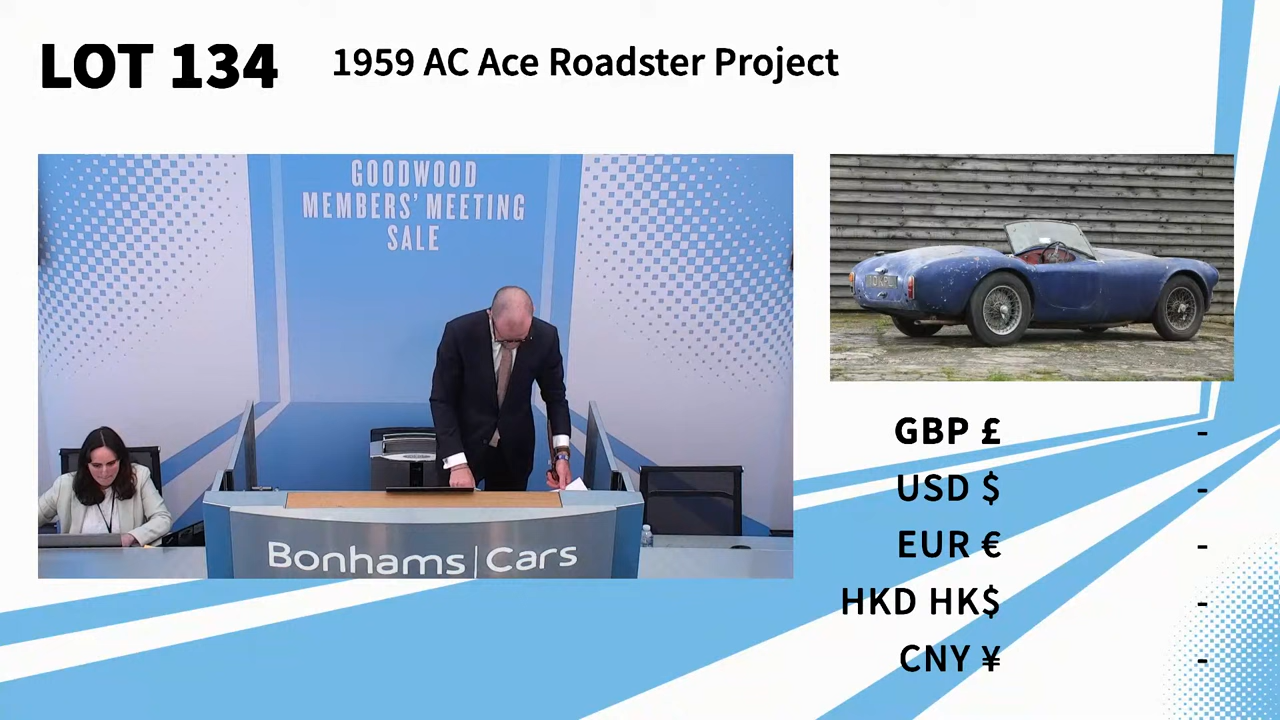 LOT 134
1959 AC Ace Roadster Project
GOODWOOD
MEMBERS' MEETING
SALE
Bonhams|Cars
GBP £ -
USD $ -
EUR € -
HKD HK$ -
CNY ¥ -